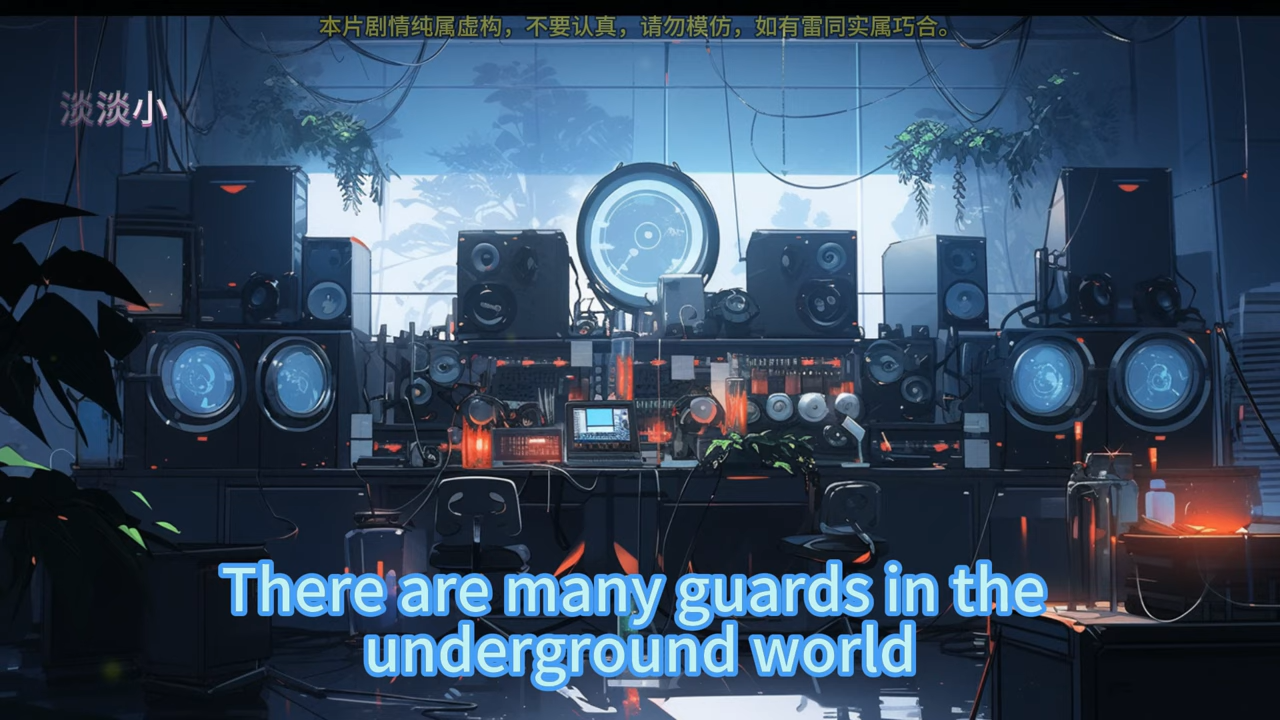 本片剧情纯属虚构，不要认真，请勿模仿，如有雷同实属巧合。
淡淡小
There are many guards in the
underground world